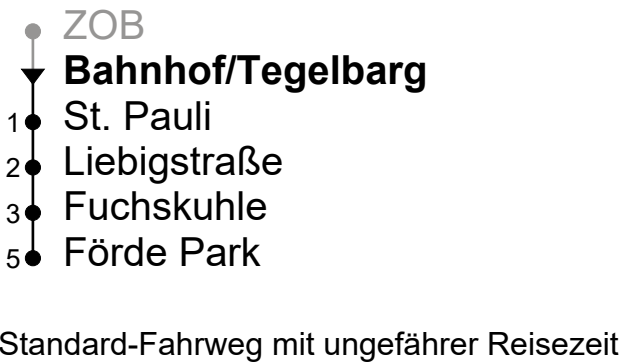 ZOB
Bahnhof/Tegelbarg
1 St. Pauli
2 Liebigstraße
3 Fuchskuhle
5 Förde Park
Standard-Fahrweg mit ungefährer Reisezeit